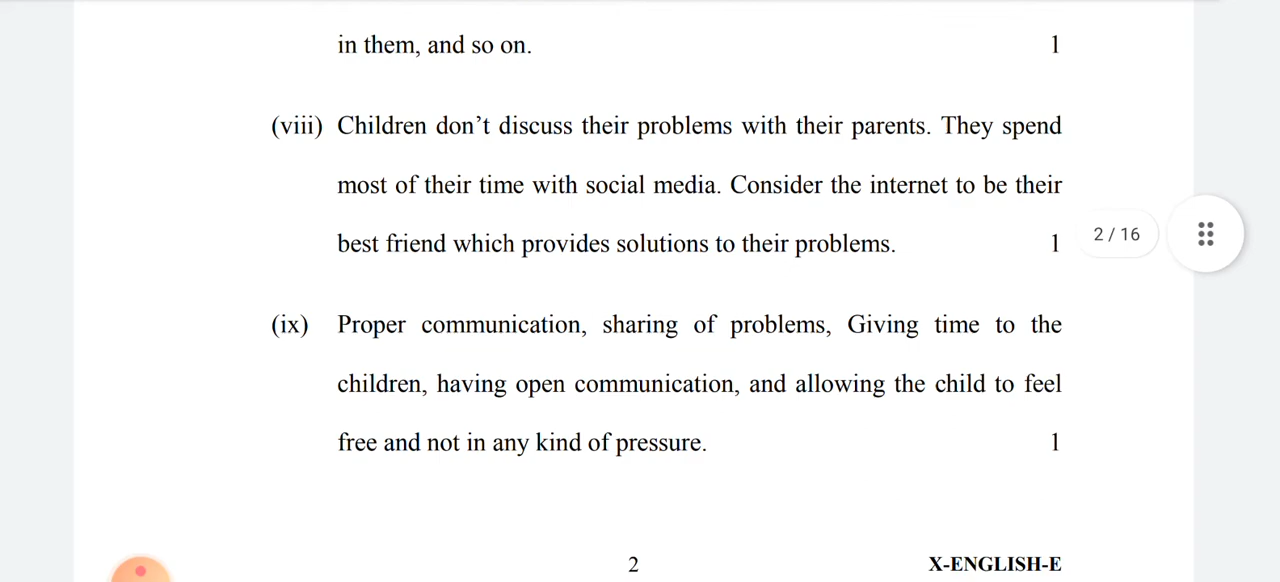 in them, and so on. 1
(viii) Children don’t discuss their problems with their parents. They spend
most of their time with social media. Consider the internet to be their
best friend which provides solutions to their problems. 1
2 / 16
(ix) Proper communication, sharing of problems, Giving time to the
children, having open communication, and allowing the child to feel
free and not in any kind of pressure. 1
2 X-ENGLISH-E